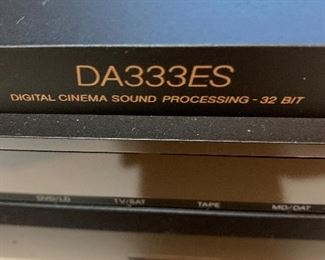 DA333ES
DIGITAL CINEMA SOUND PROCESSING - 32 BIT
DVD/LD TV/SAT TAPE MD/DAT